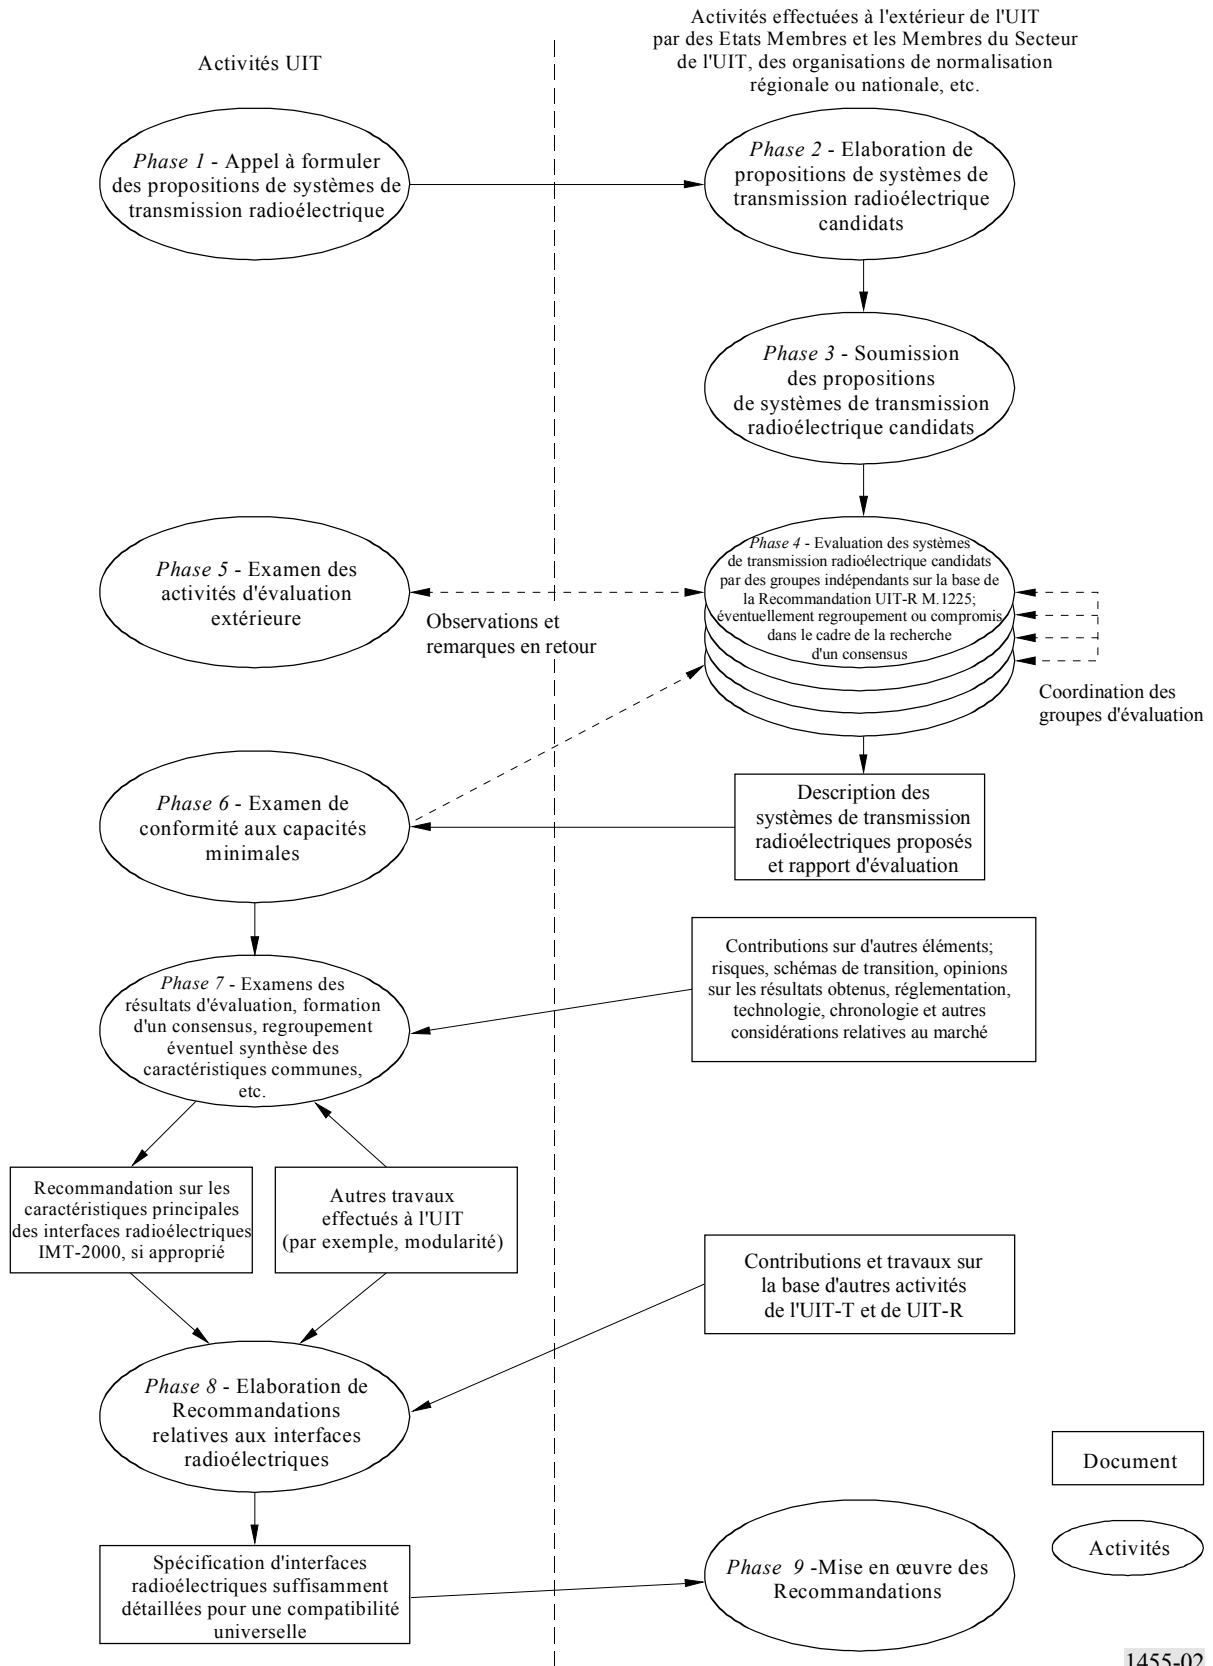 Activités UIT
Activités effectuées à l'extérieur de l'UIT
par des Etats Membres et les Membres du Secteur
de l'UIT, des organisations de normalisation
régionale ou nationale, etc.
Phase 1 - Appel à formuler
des propositions de systèmes de
transmission radioélectrique
Phase 2 - Elaboration de
propositions de systèmes de
transmission radioélectrique
candidats
Phase 3 - Soumission
des propositions
de systèmes de transmission
radioélectrique candidats
Phase 4 - Evaluation des systèmes
de transmission radioélectrique candidats
par des groupes indépendants sur la base de
la Recommandation UIT-R M.1225;
éventuellement regroupement ou compromis
dans le cadre de la recherche
d'un consensus
Phase 5 - Examen des
activités d'évaluation
extérieure
Observations et
remarques en retour
Coordination des
groupes d'évaluation
Phase 6 - Examen de
conformité aux capacités
minimales
Description des
systèmes de transmission
radioélectriques proposés
et rapport d'évaluation
Phase 7 - Examens des
résultats d'évaluation, formation
d'un consensus, regroupement
éventuel synthèse des
caractéristiques communes,
etc.
Contributions sur d'autres éléments;
risques, schémas de transition, opinions
sur les résultats obtenus, réglementation,
technologie, chronologie et autres
considérations relatives au marché
Recommandation sur les
caractéristiques principales
des interfaces radioélectriques
IMT-2000, si approprié
Autres travaux
effectués à l'UIT
(par exemple, modularité)
Contributions et travaux sur
la base d'autres activités
de l'UIT-T et de UIT-R
Phase 8 - Elaboration de
Recommandations
relatives aux interfaces
radioélectriques
Document
Activités
Spécification d'interfaces
radioélectriques suffisamment
détaillées pour une compatibilité
universelle
Phase 9 -Mise en œuvre des
Recommandations
1455-02